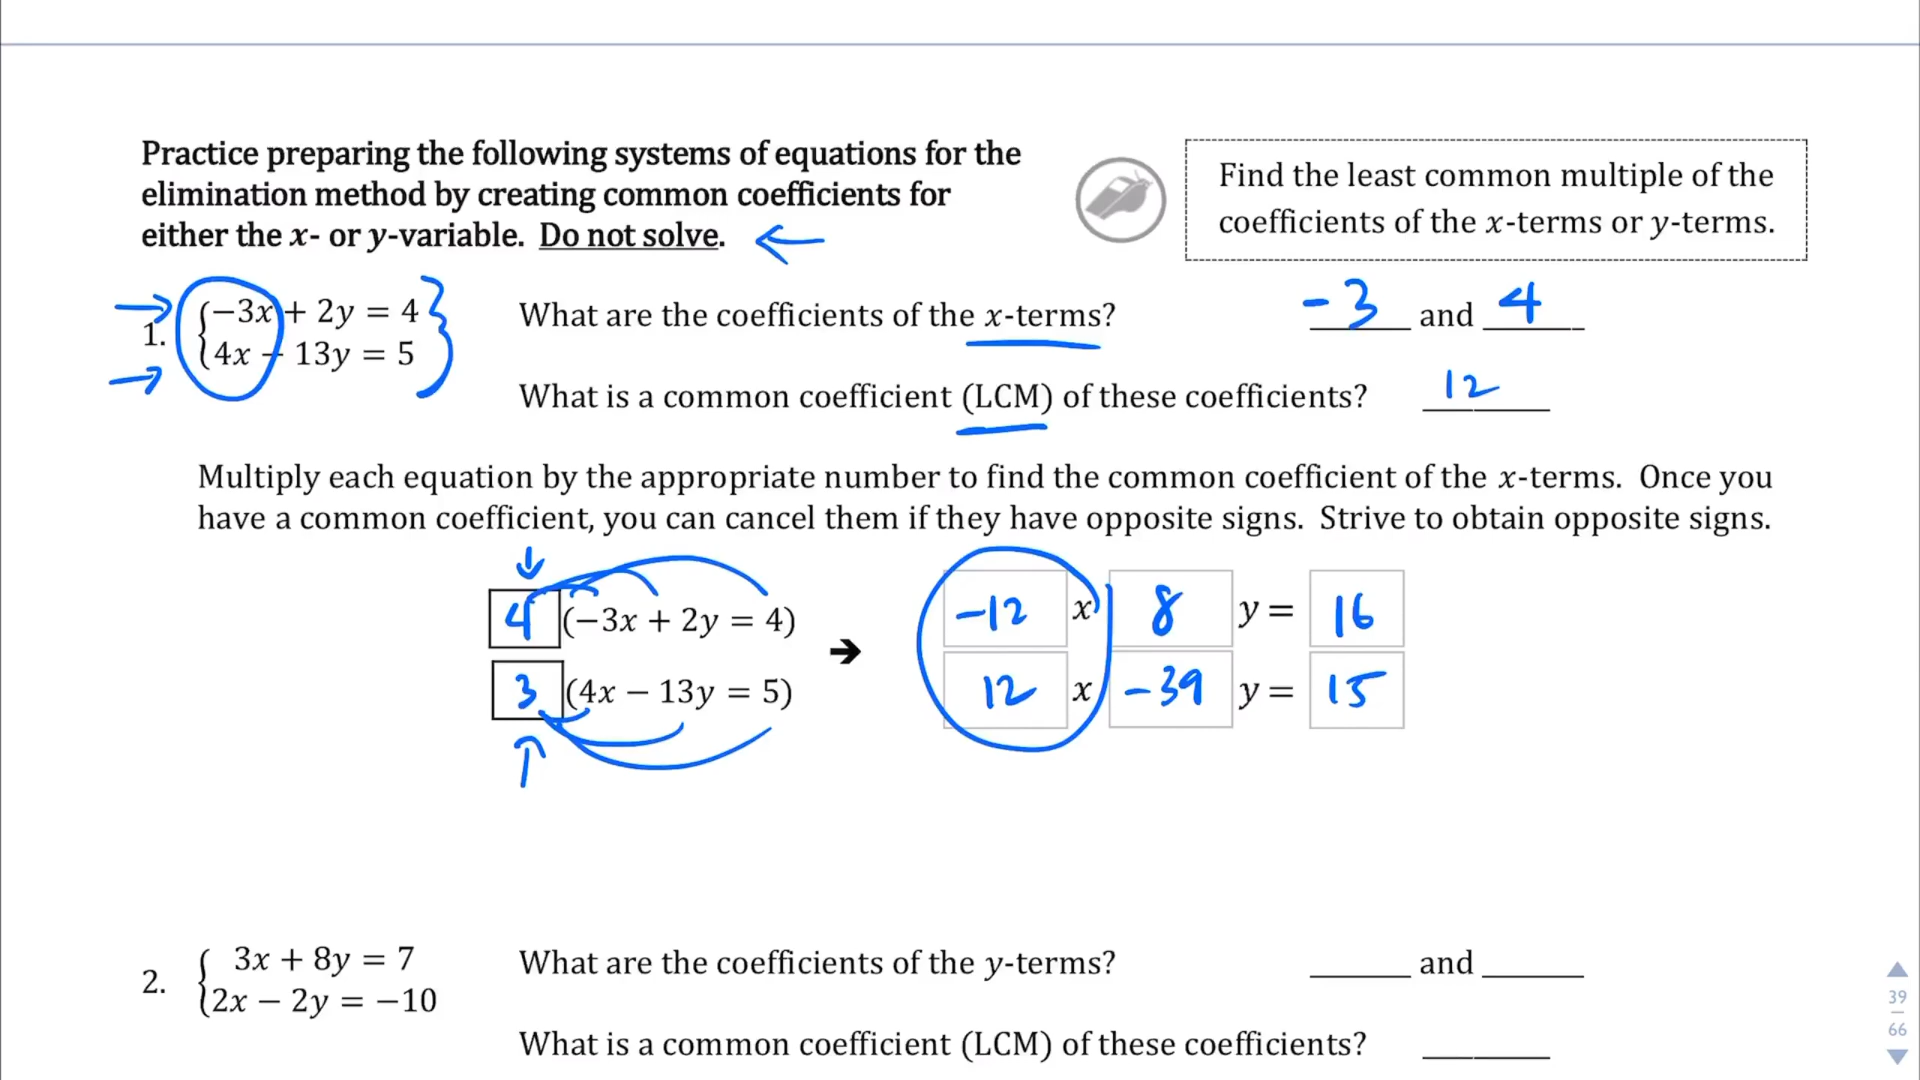 Practice preparing the following systems of equations for the
elimination method by creating common coefficients for
either the x- or y-variable. Do not solve.
Find the least common multiple of the
coefficients of the x-terms or y-terms.
1. {−3x + 2y = 4
4x − 13y = 5
What are the coefficients of the x-terms? -3 and 4
What is a common coefficient (LCM) of these coefficients? 12
Multiply each equation by the appropriate number to find the common coefficient of the x-terms. Once you
have a common coefficient, you can cancel them if they have opposite signs. Strive to obtain opposite signs.
4 (−3x + 2y = 4) ➔ -12 x 8 y = 16
3 (4x − 13y = 5) 12 x -39 y = 15
2. {3x + 8y = 7
2x − 2y = −10
What are the coefficients of the y-terms? _____ and _____
What is a common coefficient (LCM) of these coefficients? _____
39
66